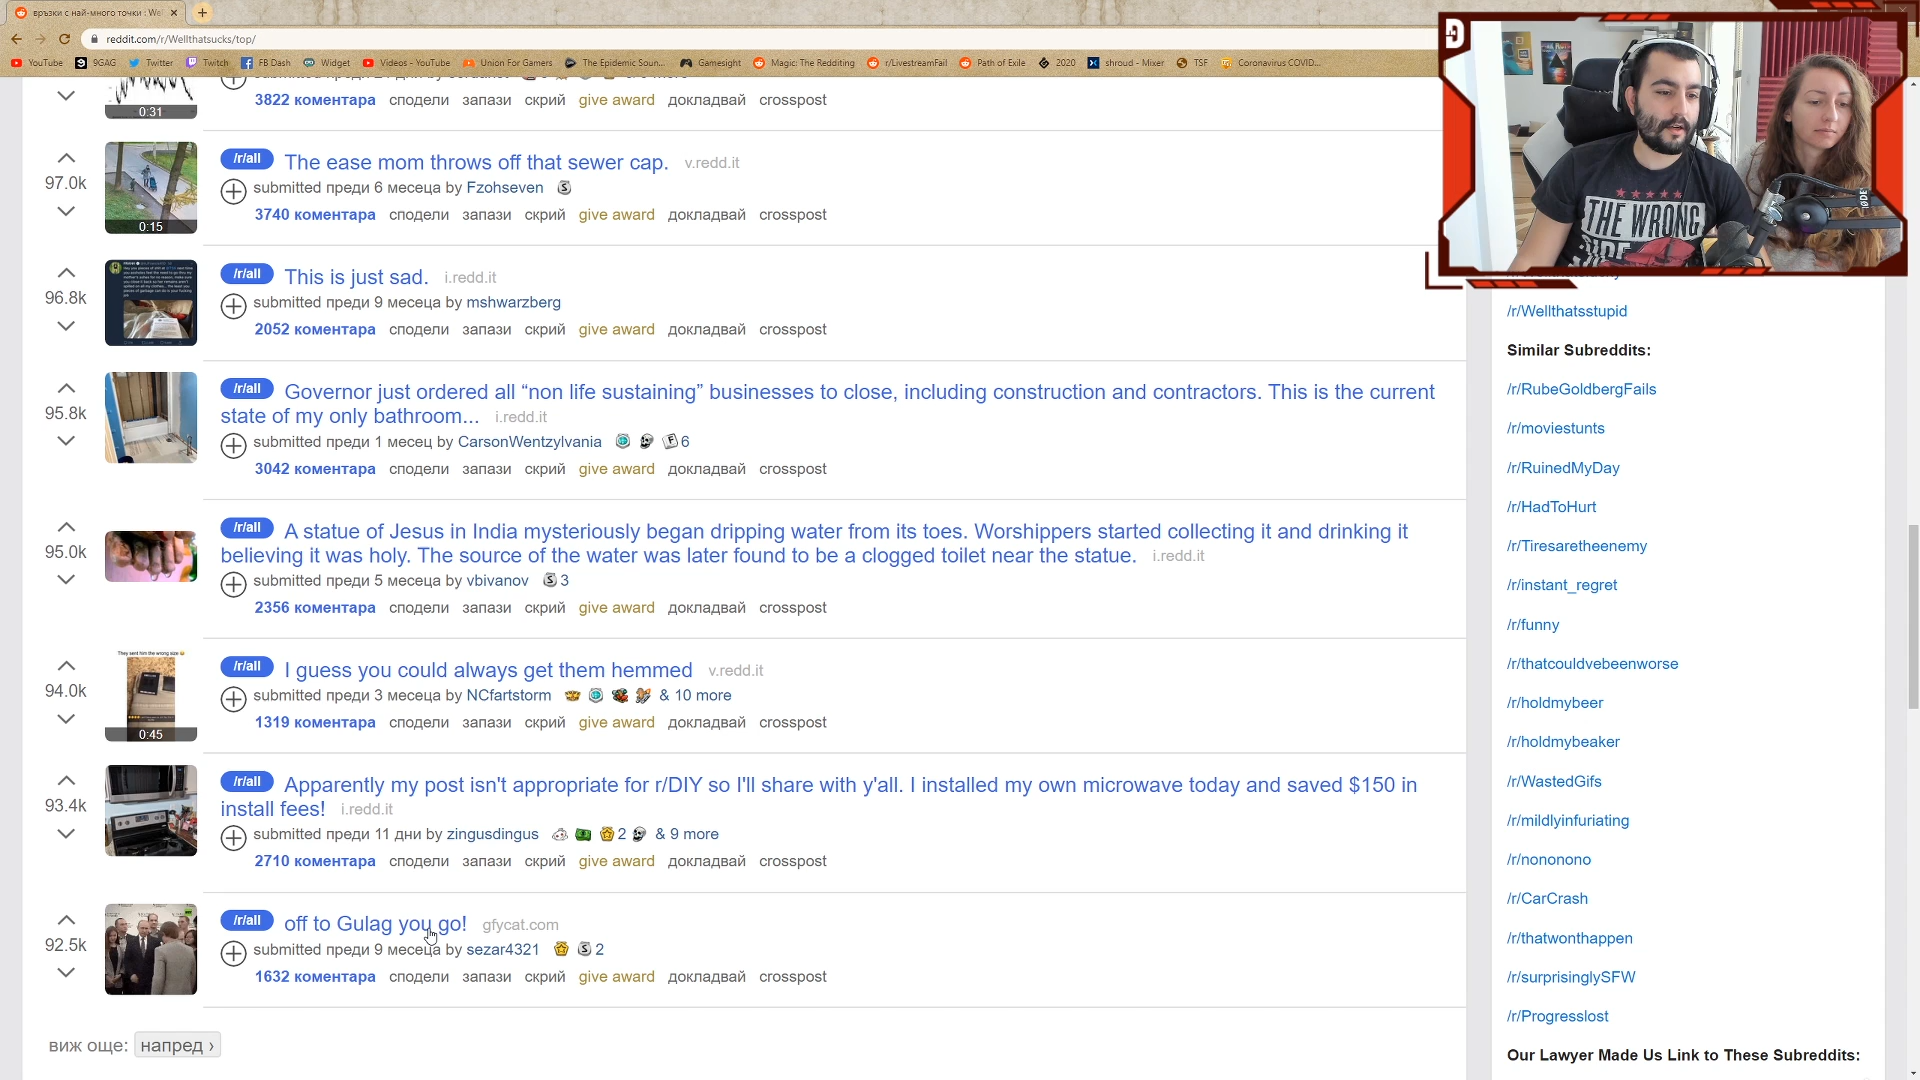 връзки с най-много точки : We
reddit.com/r/Wellthatsucks/top/
YouTube 9GAG Twitter Twitch FB Dash Widget Videos - YouTube Union For Gamers The Epidemic Soun... Gamesight Magic: The Redditing r/LivestreamFail Path of Exile 2020 shroud - Mixer TSF Coronavirus COVID...
0:31
3822 коментара сподели запази скрий give award докладвай crosspost
97.0k
0:15
/r/all The ease mom throws off that sewer cap. v.redd.it
submitted преди 6 месеца by Fzohseven
3740 коментара сподели запази скрий give award докладвай crosspost
96.8k
/r/all This is just sad. i.redd.it
submitted преди 9 месеца by mshwarzberg
2052 коментара сподели запази скрий give award докладвай crosspost
95.8k
/r/all Governor just ordered all “non life sustaining” businesses to close, including construction and contractors. This is the current
state of my only bathroom... i.redd.it
submitted преди 1 месец by CarsonWentzylvania 6
3042 коментара сподели запази скрий give award докладвай crosspost
95.0k
/r/all A statue of Jesus in India mysteriously began dripping water from its toes. Worshippers started collecting it and drinking it
believing it was holy. The source of the water was later found to be a clogged toilet near the statue. i.redd.it
submitted преди 5 месеца by vbivanov 3
2356 коментара сподели запази скрий give award докладвай crosspost
94.0k
They sent him the wrong size
0:45
/r/all I guess you could always get them hemmed v.redd.it
submitted преди 3 месеца by NCfartstorm & 10 more
1319 коментара сподели запази скрий give award докладвай crosspost
93.4k
/r/all Apparently my post isn't appropriate for r/DIY so I'll share with y'all. I installed my own microwave today and saved $150 in
install fees! i.redd.it
submitted преди 11 дни by zingusdingus 2 & 9 more
2710 коментара сподели запази скрий give award докладвай crosspost
92.5k
/r/all off to Gulag you go! gfycat.com
submitted преди 9 месеца by sezar4321 2
1632 коментара сподели запази скрий give award докладвай crosspost
виж още: напред ›
THE WRONG
/r/Wellthatsstupid
Similar Subreddits:
/r/RubeGoldbergFails
/r/moviestunts
/r/RuinedMyDay
/r/HadToHurt
/r/Tiresaretheenemy
/r/instant_regret
/r/funny
/r/thatcouldvebeenworse
/r/holdmybeer
/r/holdmybeaker
/r/WastedGifs
/r/mildlyinfuriating
/r/nononono
/r/CarCrash
/r/thatwonthappen
/r/surprisinglySFW
/r/Progresslost
Our Lawyer Made Us Link to These Subreddits: